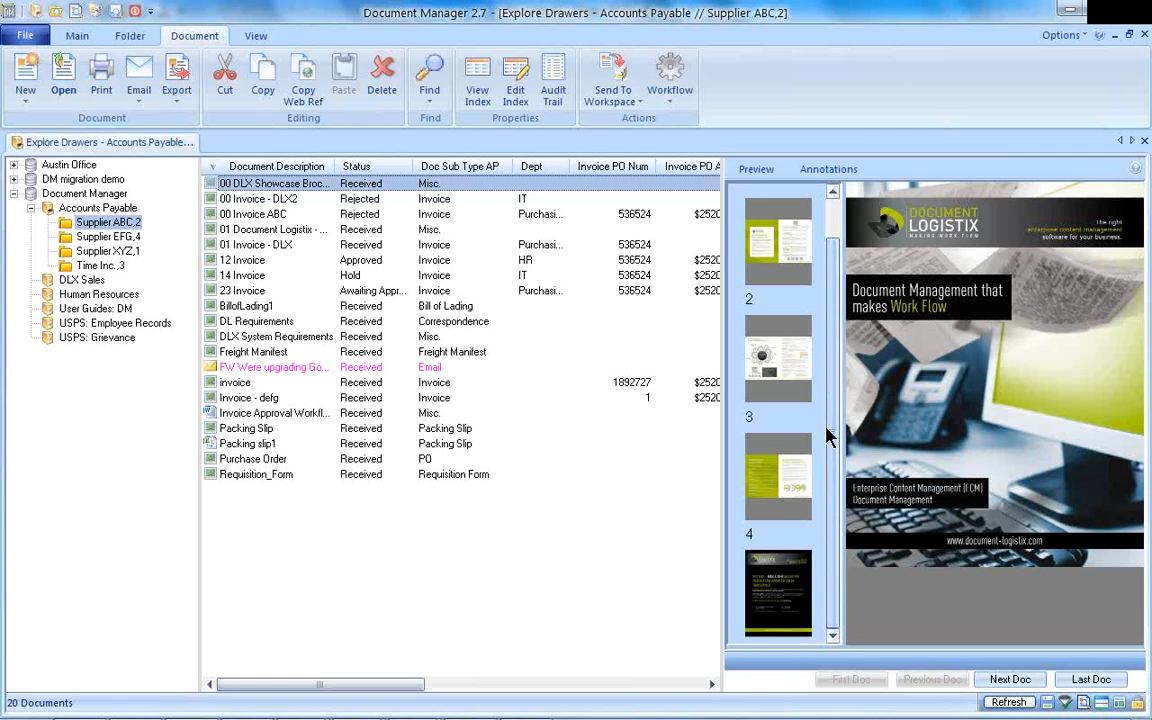 Document Manager 2.7 - [Explore Drawers - Accounts Payable // Supplier ABC,2]
File Main Folder Document View Options
New Open Print Email Export Cut Copy Copy Web Ref Paste Delete Find View Index Edit Index Audit Trail Send To Workspace Workflow
Document Editing Find Properties Actions
Explore Drawers - Accounts Payable...
Austin Office
DM migration demo
Document Manager
Accounts Payable
Supplier ABC,2
Supplier EFG,4
Supplier XYZ,1
Time Inc.,3
DLX Sales
Human Resources
User Guides: DM
USPS: Employee Records
USPS: Grievance
Document Description Status Doc Sub Type AP Dept Invoice PO Num Invoice PO A
00 DLX Showcase Broc... Received Misc.
00 Invoice - DLX2 Rejected Invoice IT
00 Invoice ABC Rejected Invoice Purchasi... 536524 $2520
01 Document Logistix - ... Received Misc.
01 Invoice - DLX Received Invoice Purchasi... 536524
12 Invoice Approved Invoice HR 536524 $2520
14 Invoice Hold Invoice IT 536524 $2520
23 Invoice Awaiting Appr... Invoice Purchasi... 536524 $2520
BillofLading1 Received Bill of Lading
DL Requirements Received Correspondence
DLX System Requirements Received Misc.
Freight Manifest Received Freight Manifest
FW Were upgrading Go... Received Email
invoice Received Invoice 1892727 $2520
Invoice - defg Received Invoice 1 $2520
Invoice Approval Workfl... Received Misc.
Packing Slip Received Packing Slip
Packing slip1 Received Packing Slip
Purchase Order Received PO
Requisition_Form Received Requisition Form
Preview Annotations
2
3
4
DOCUMENT
LOGISTIX
MAKING WORK FLOW
The right
enterprise content management
software for your business.
Document Management that
makes Work Flow
Enterprise Content Management (ECM)
Document Management
www.document-logistix.com
First Doc Previous Doc Next Doc Last Doc
20 Documents Refresh